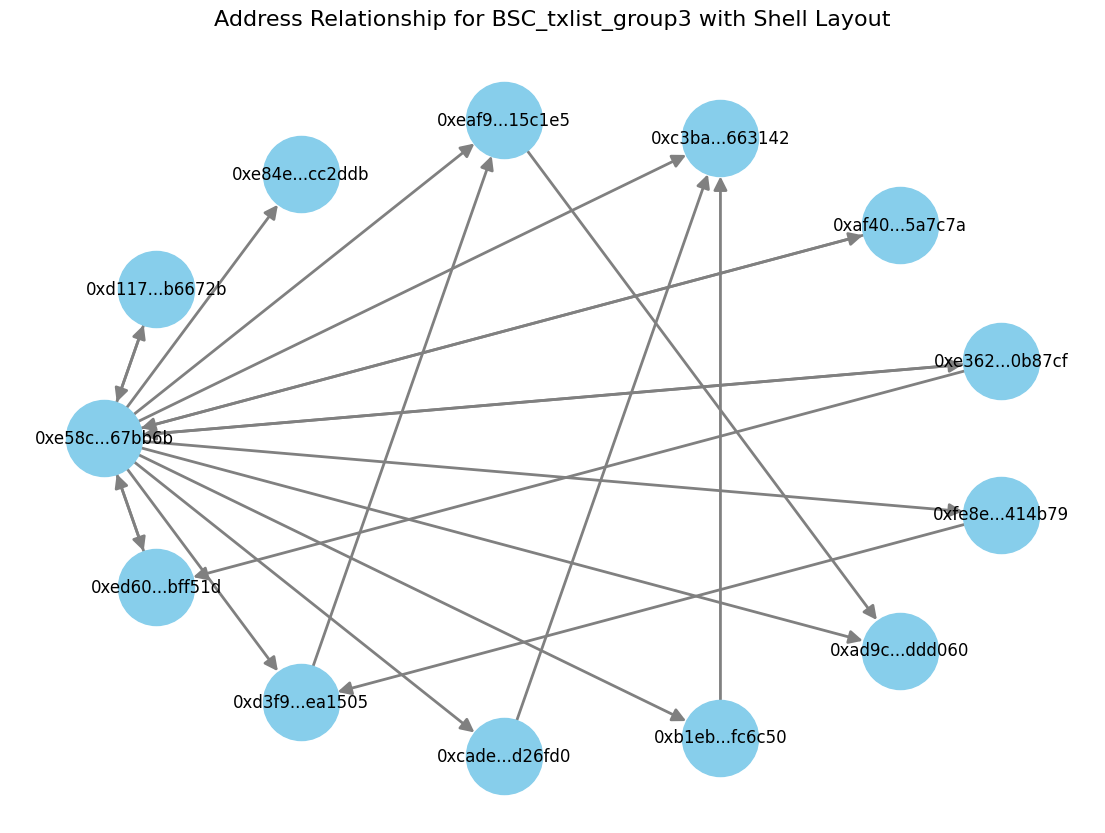 Address Relationship for BSC_txlist_group3 with Shell Layout
0xeaf9...15c1e5
0xc3ba...663142
0xe84e...cc2ddb
0xaf40...5a7c7a
0xd117...b6672b
0xe362...0b87cf
0xe58c...67bb6b
0xfe8e...414b79
0xed60...bff51d
0xad9c...ddd060
0xd3f9...ea1505
0xb1eb...fc6c50
0xcade...d26fd0